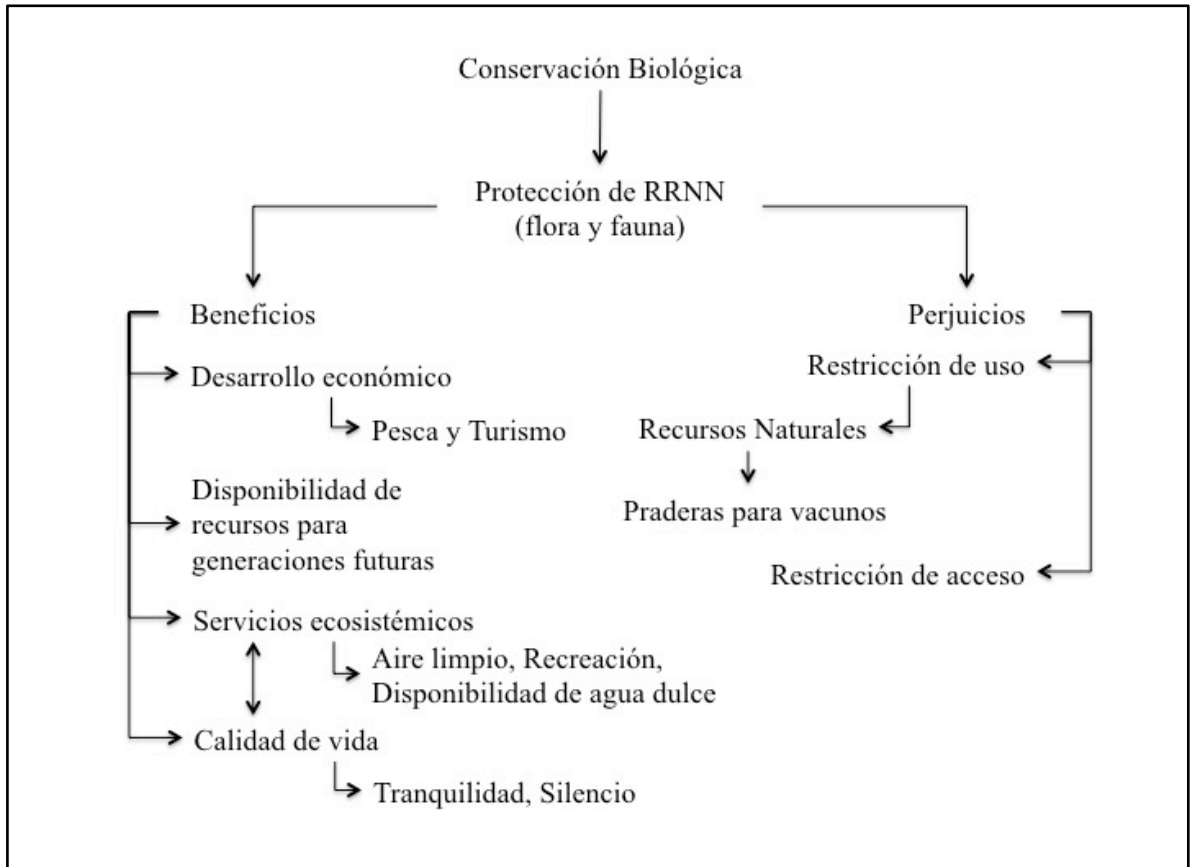 Conservación Biológica
Protección de RRNN
(flora y fauna)
Beneficios
Desarrollo económico
Pesca y Turismo
Disponibilidad de
recursos para
generaciones futuras
Servicios ecosistémicos
Aire limpio, Recreación,
Disponibilidad de agua dulce
Calidad de vida
Tranquilidad, Silencio
Perjuicios
Restricción de uso
Recursos Naturales
Praderas para vacunos
Restricción de acceso